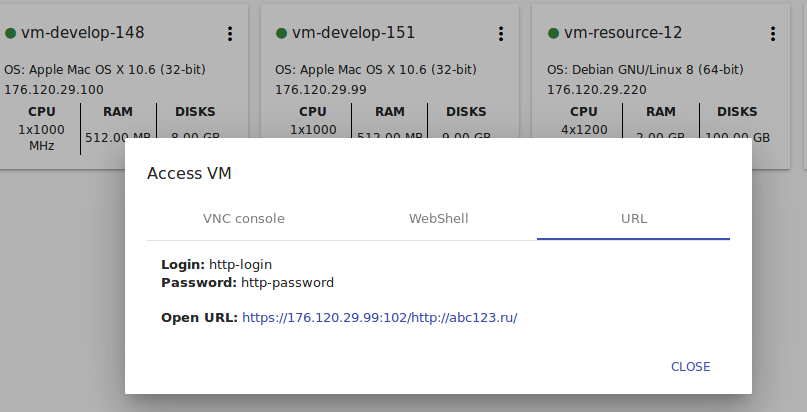 vm-develop-148
OS: Apple Mac OS X 10.6 (32-bit)
176.120.29.100
CPU RAM DISKS
1x1000 MHz 512.00 MB 8.00 GB
vm-develop-151
OS: Apple Mac OS X 10.6 (32-bit)
176.120.29.99
CPU RAM DISKS
1x1000 512.00 MB 9.00 GB
vm-resource-12
OS: Debian GNU/Linux 8 (64-bit)
176.120.29.220
CPU RAM DISKS
4x1200 2.00 GB 100.00 GB
Access VM
VNC console WebShell URL
Login: http-login
Password: http-password
Open URL: https://176.120.29.99:102/http://abc123.ru/
CLOSE